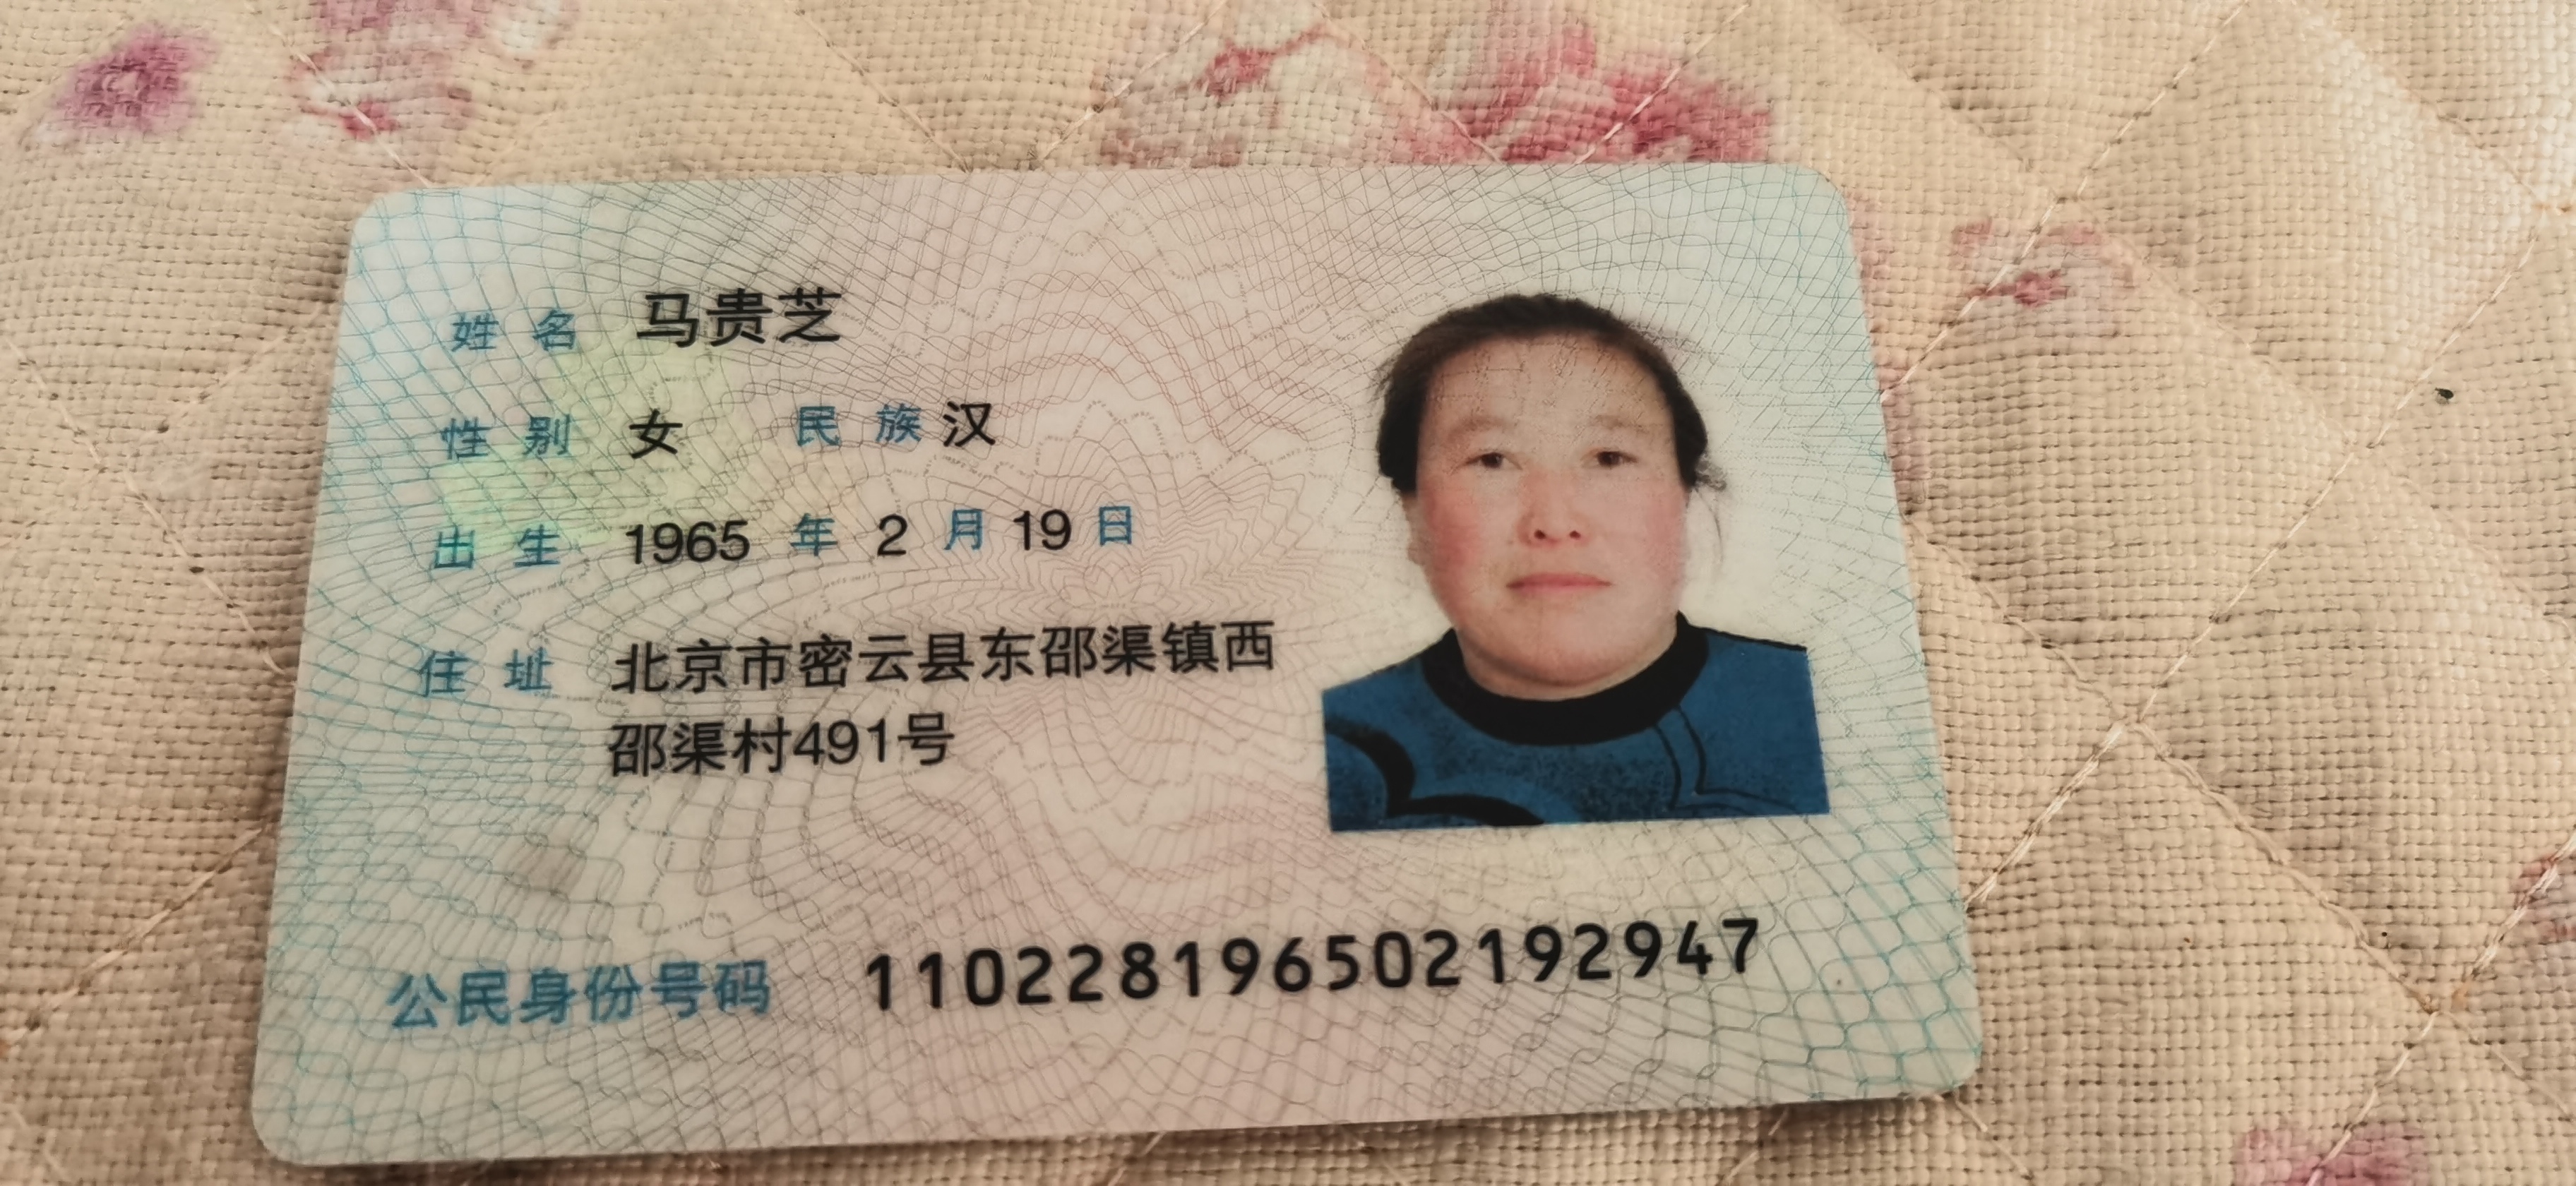 姓名 马贵芝
性别 女 民族 汉
出生 1965 年 2 月 19 日
住址 北京市密云县东邵渠镇西
邵渠村491号
公民身份号码 110228196502192947